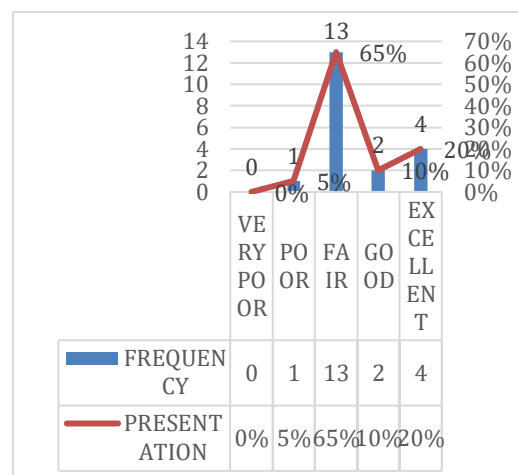 13
14 70%
65%
12 60%
10 50%
8 40%
6 30%
4
4 20%
2
20%
2 10%
1
10%
0
5%
0%
0 0%
VE
RY PO
OR
PO
OR
FA
IR
GO
OD
EX
CE
LL
EN
T
FREQUEN
CY
0 1 13 2 4
PRESENT
ATION
0% 5% 65% 10% 20%